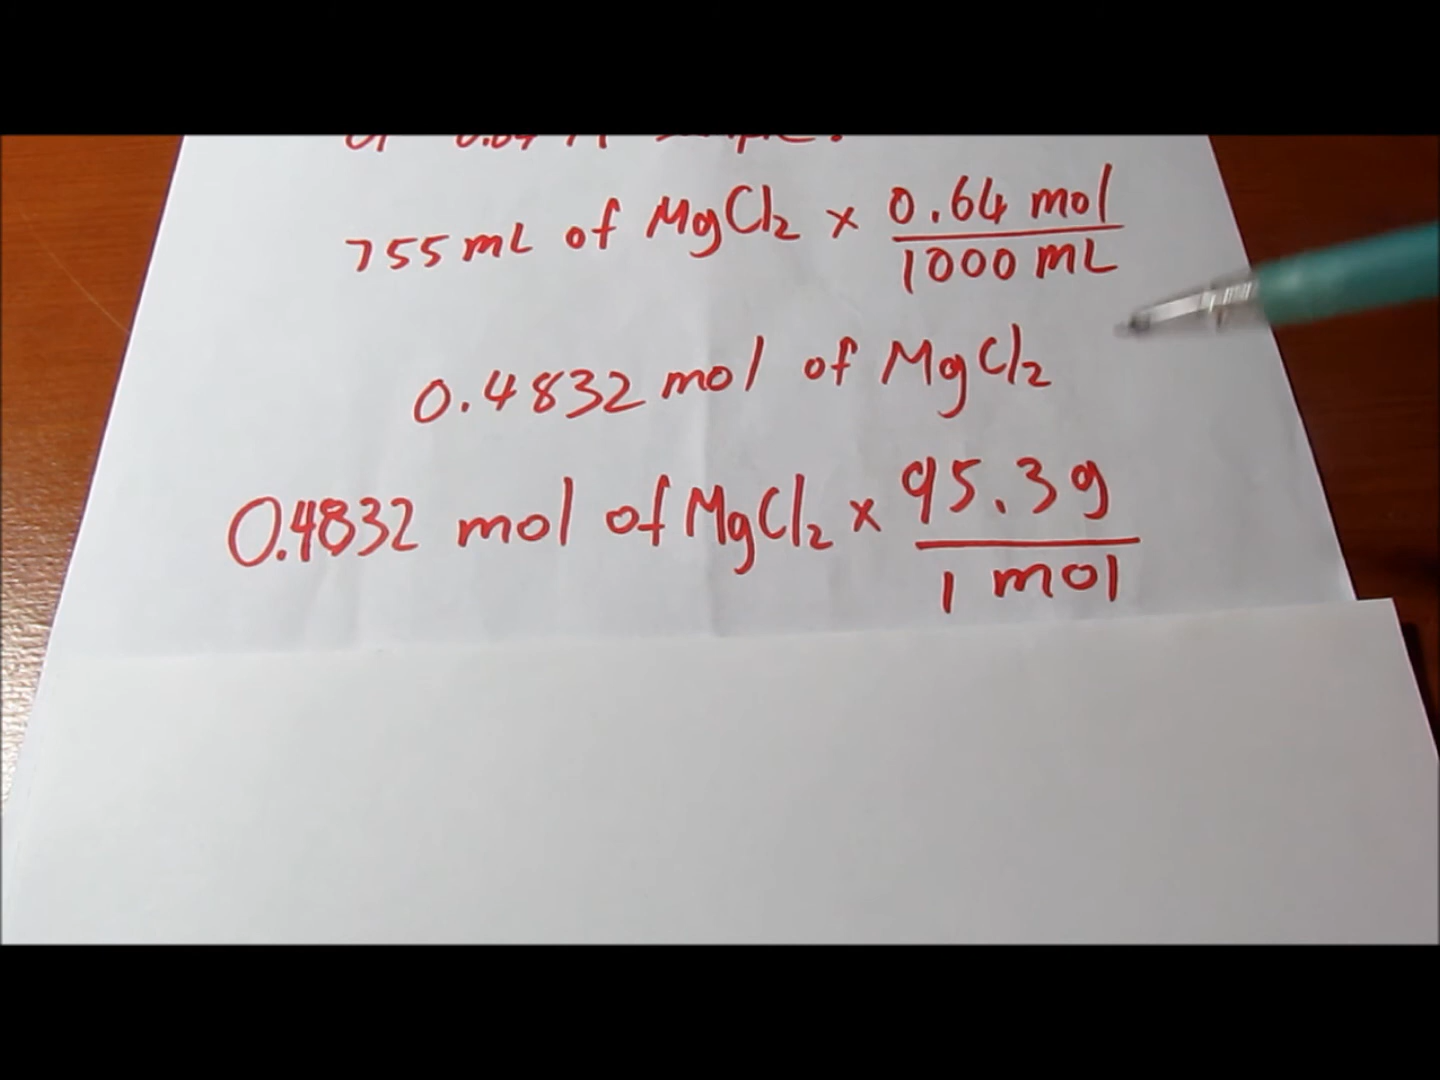 755 mL of MgCl₂ × 0.64 mol / 1000 mL
0.4832 mol of MgCl₂
0.4832 mol of MgCl₂ × 95.3g / 1 mol